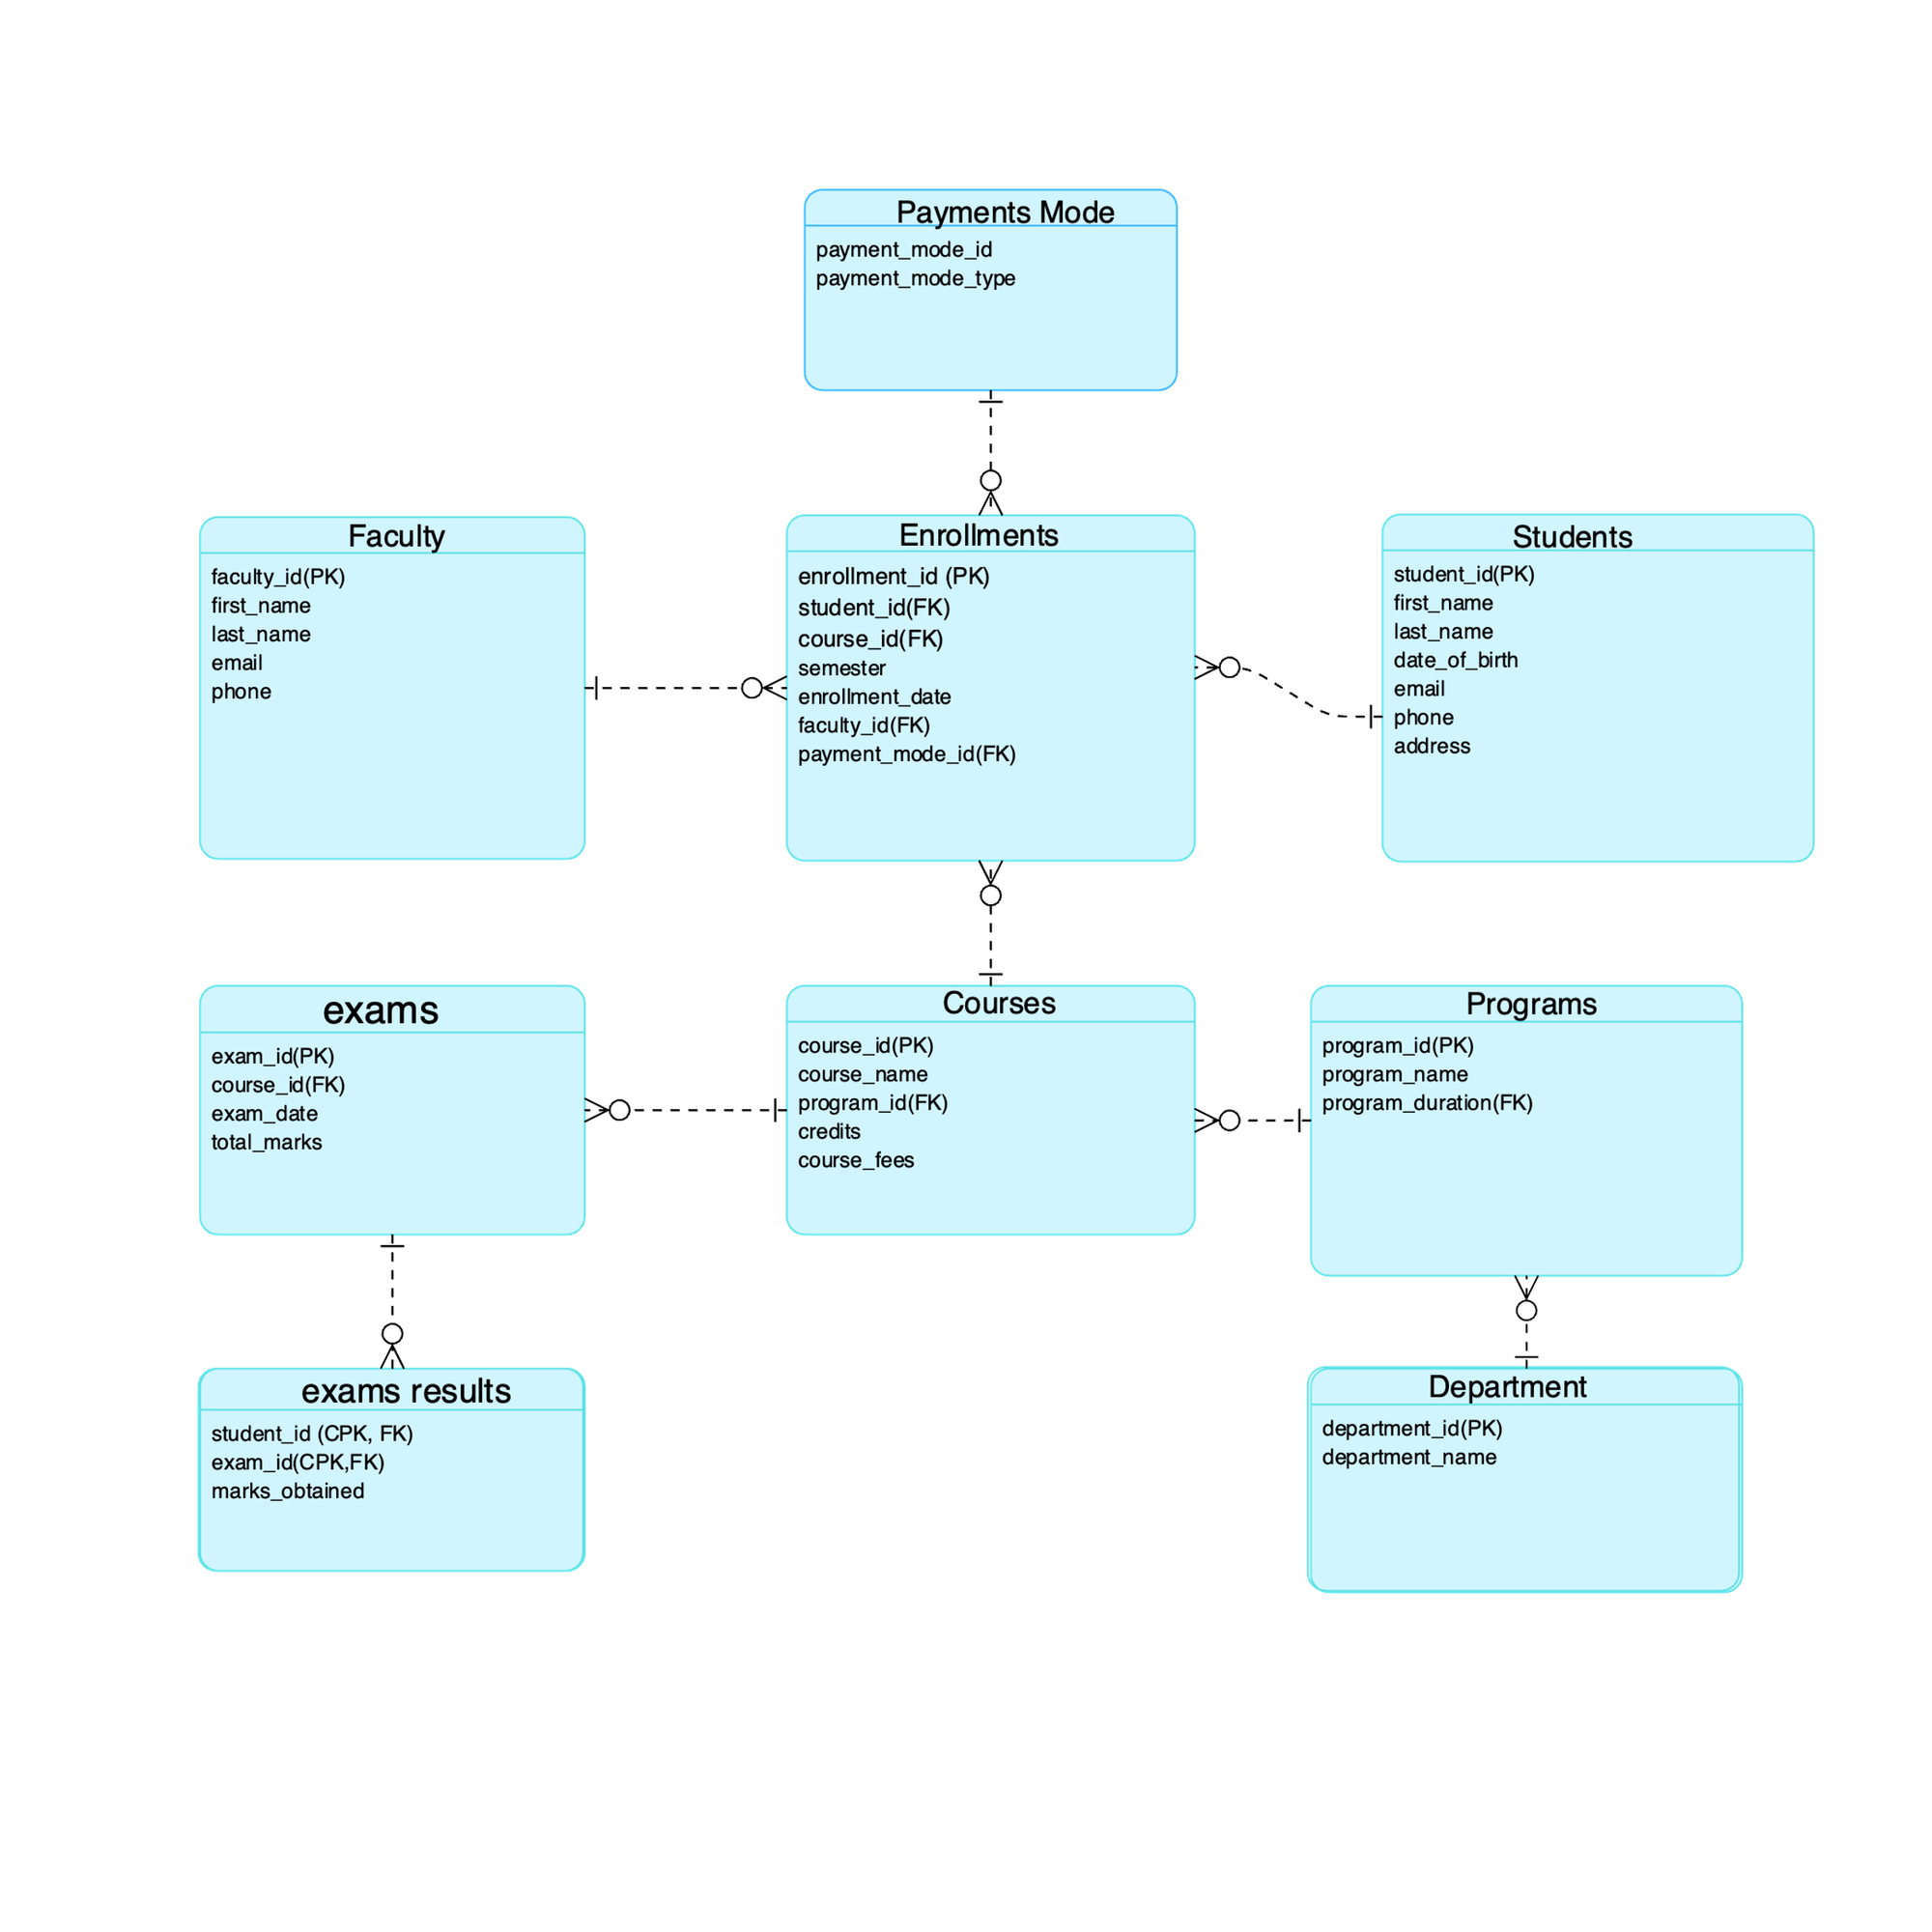 Payments Mode
payment_mode_id
payment_mode_type
Faculty
faculty_id(PK)
first_name
last_name
email
phone
Enrollments
enrollment_id (PK)
student_id(FK)
course_id(FK)
semester
enrollment_date
faculty_id(FK)
payment_mode_id(FK)
Students
student_id(PK)
first_name
last_name
date_of_birth
email
phone
address
exams
exam_id(PK)
course_id(FK)
exam_date
total_marks
Courses
course_id(PK)
course_name
program_id(FK)
credits
course_fees
Programs
program_id(PK)
program_name
program_duration(FK)
exams results
student_id (CPK, FK)
exam_id(CPK,FK)
marks_obtained
Department
department_id(PK)
department_name